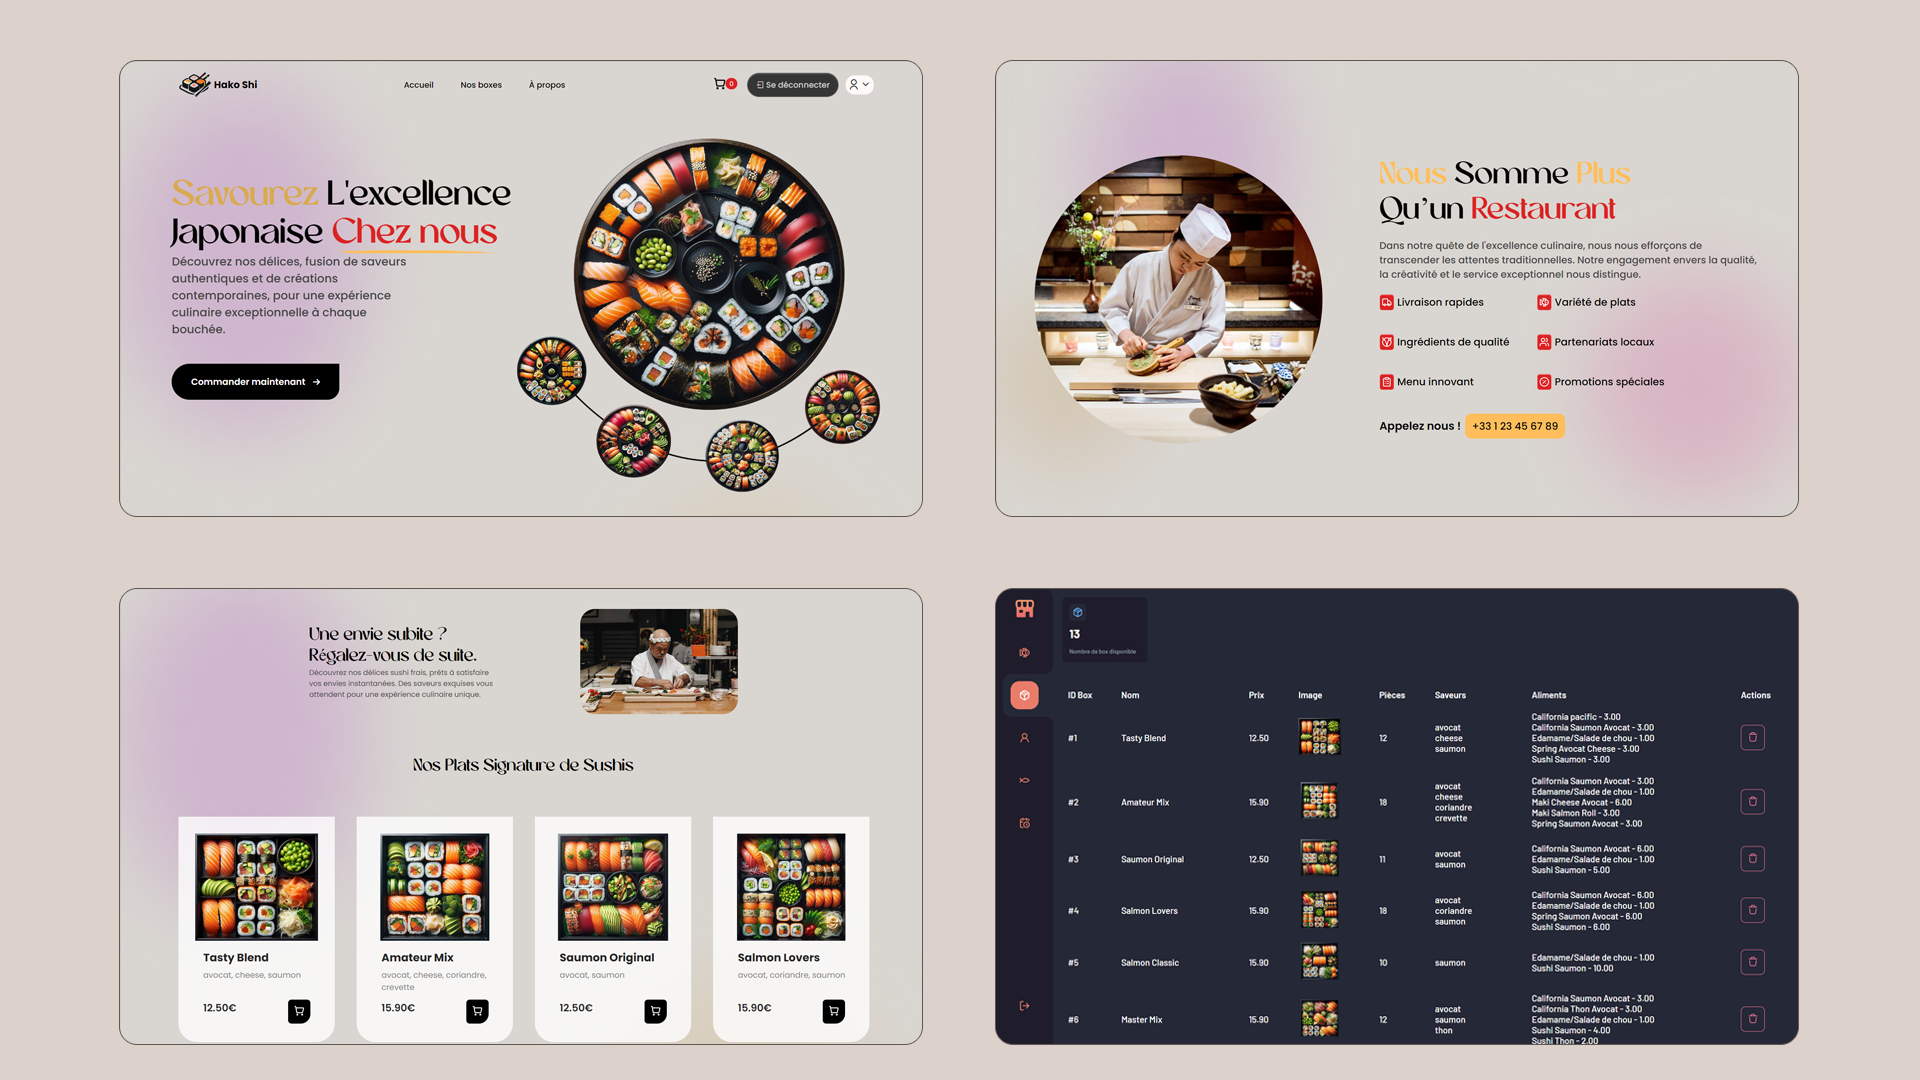 Hako Shi
Accueil
Nos boxes
À propos
0
Se déconnecter
Savourez L'excellence
Japonaise Chez nous
Découvrez nos délices, fusion de saveurs
authentiques et de créations
contemporaines, pour une expérience
culinaire exceptionnelle à chaque
bouchée.
Commander maintenant
Nous Somme Plus
Qu'un Restaurant
Dans notre quête de l'excellence culinaire, nous nous efforçons de
transcender les attentes traditionnelles. Notre engagement envers la qualité,
la créativité et le service exceptionnel nous distingue.
Livraison rapides
Variété de plats
Ingrédients de qualité
Partenariats locaux
Menu innovant
Promotions spéciales
Appelez nous ! +33 1 23 45 67 89
Une envie subite ?
Régalez-vous de suite.
Découvrez nos délices sushi frais, prêts à satisfaire
vos envies instantanées. Des saveurs exquises vous
attendent pour une expérience culinaire unique.
Nos Plats Signature de Sushis
Tasty Blend
avocat, cheese, saumon
12.50€
Amateur Mix
avocat, cheese, coriandre,
crevette
15.90€
Saumon Original
avocat, saumon
12.50€
Salmon Lovers
avocat, coriandre, saumon
15.90€
13
Nombre de box disponible
ID Box Nom Prix Image Pièces Saveurs Aliments Actions
#1 Tasty Blend 12.50 12
avocat
cheese
saumon
California pacific - 3.00
California Saumon Avocat - 3.00
Edamame/Salade de chou - 1.00
Spring Avocat Cheese - 3.00
Sushi Saumon - 3.00
#2 Amateur Mix 15.90 18
avocat
cheese
coriandre
crevette
California Saumon Avocat - 3.00
Edamame/Salade de chou - 1.00
Maki Cheese Avocat - 6.00
Maki Salmon Roll - 3.00
Spring Saumon Avocat - 3.00
#3 Saumon Original 12.50 11
avocat
saumon
California Saumon Avocat - 6.00
Edamame/Salade de chou - 1.00
Sushi Saumon - 5.00
#4 Salmon Lovers 15.90 18
avocat
coriandre
saumon
California Saumon Avocat - 6.00
Edamame/Salade de chou - 1.00
Spring Saumon Avocat - 6.00
Sushi Saumon - 6.00
#5 Salmon Classic 15.90 10
saumon
Edamame/Salade de chou - 1.00
Sushi Saumon - 10.00
#6 Master Mix 15.90 12
avocat
saumon
thon
California Saumon Avocat - 3.00
California Thon Avocat - 3.00
Edamame/Salade de chou - 1.00
Sushi Saumon - 4.00
Sushi Thon - 2.00